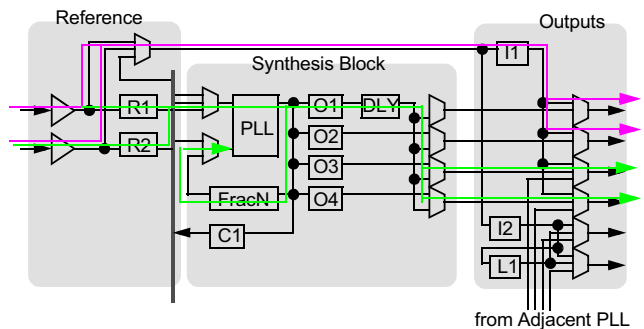 Reference
Outputs
Synthesis Block
I1
R1
R2
PLL
O1
DLY
O2
O3
FracN
O4
C1
I2
L1
from Adjacent PLL